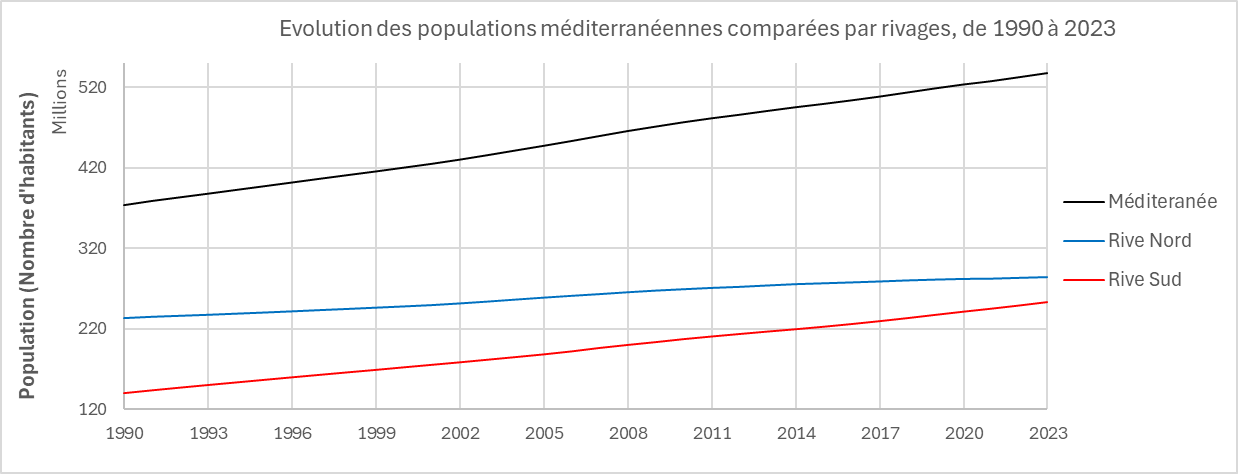 Evolution des populations méditerranéennes comparées par rivages, de 1990 à 2023
Population (Nombre d'habitants)
Millions
520
420
320
220
120
1990 1993 1996 1999 2002 2005 2008 2011 2014 2017 2020 2023
Méditeranée
Rive Nord
Rive Sud